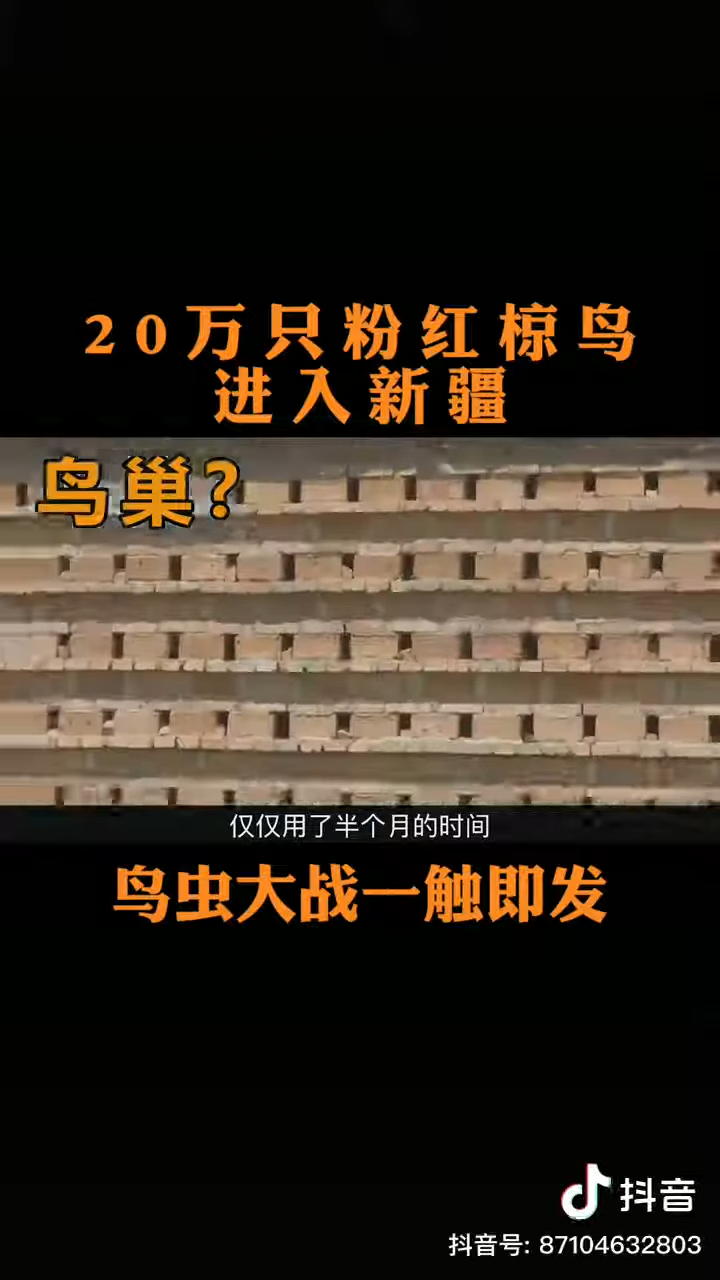 20万只粉红椋鸟
进入新疆
鸟巢?
仅仅用了半个月的时间
鸟虫大战一触即发
抖音
抖音号: 87104632803